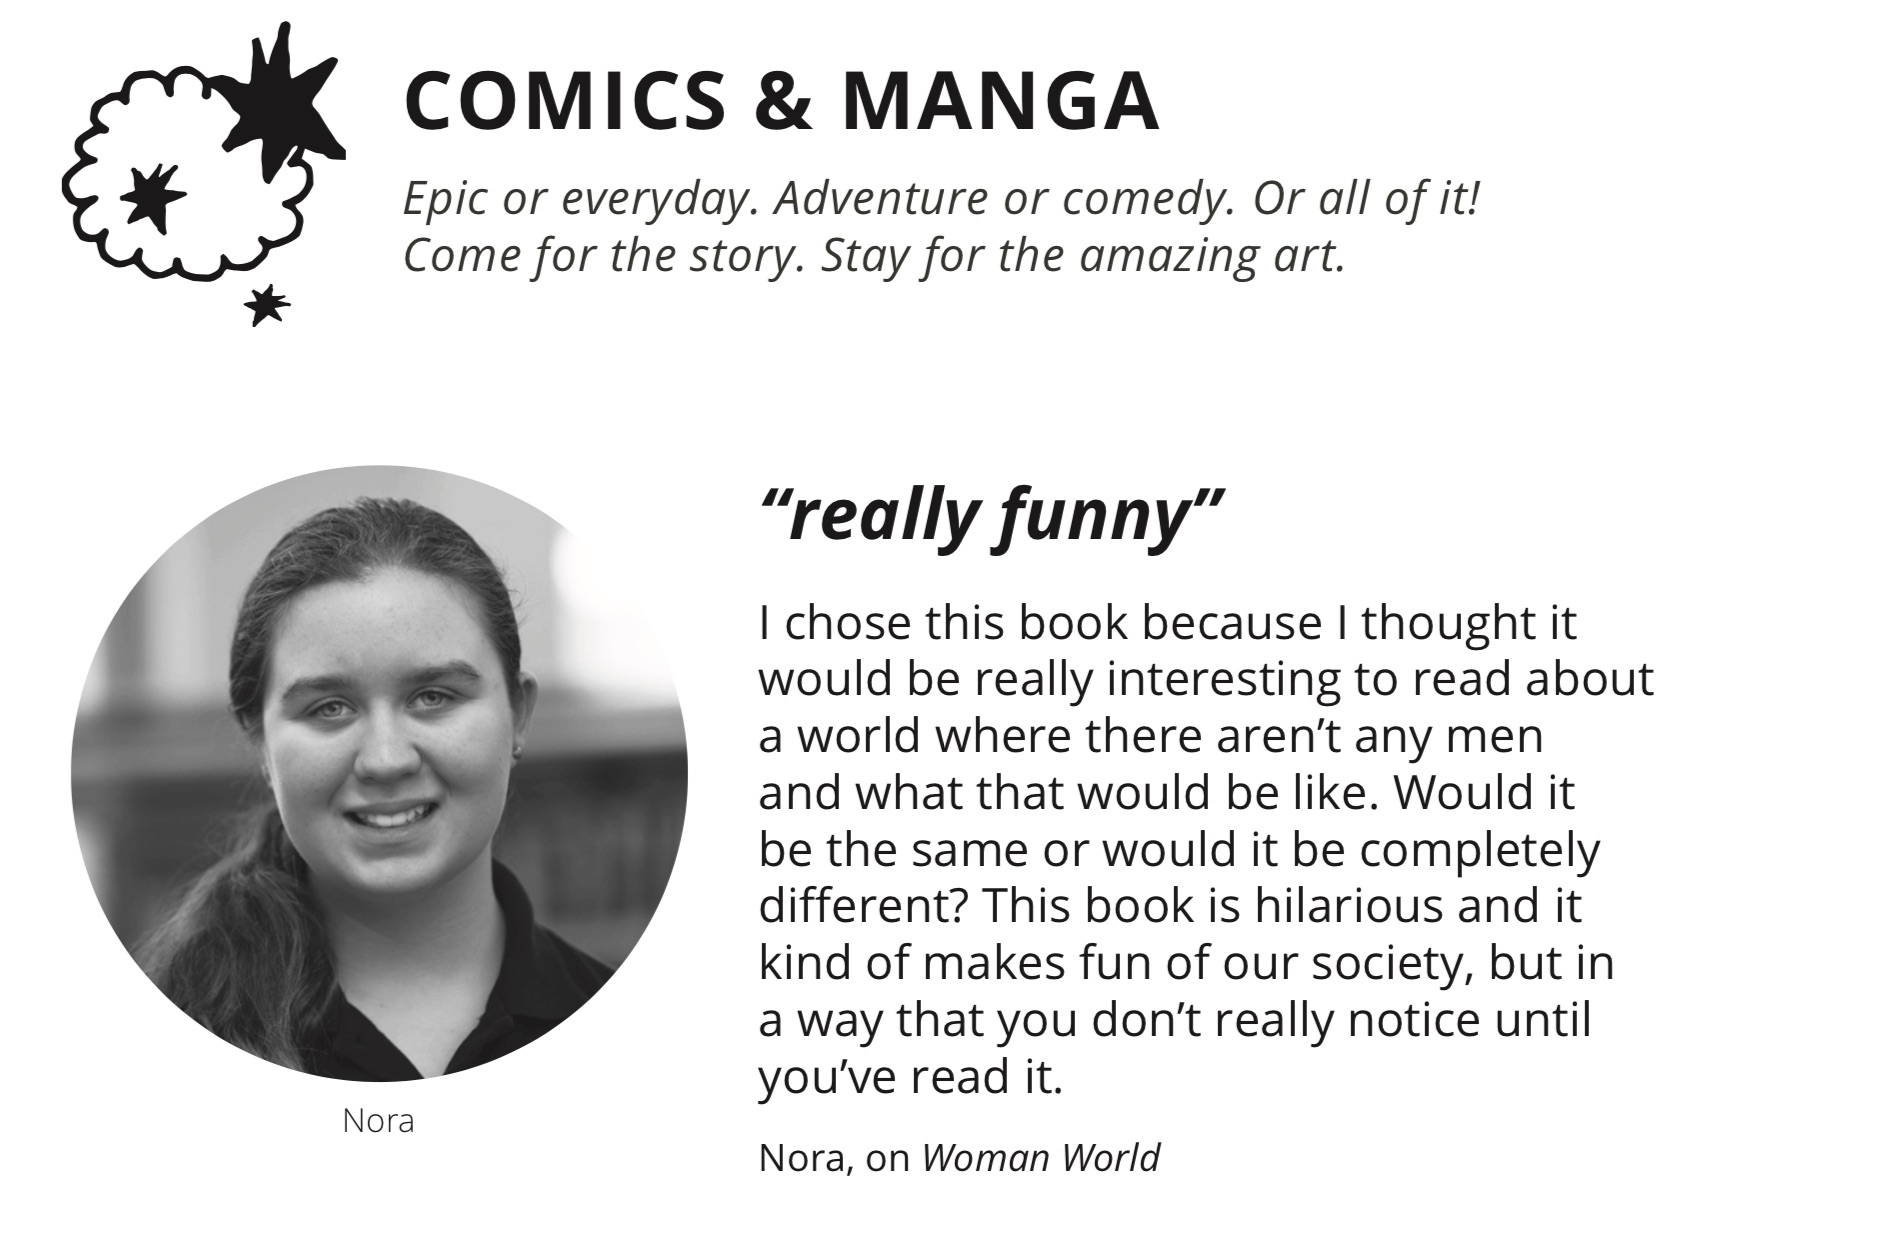 COMICS & MANGA
Epic or everyday. Adventure or comedy. Or all of it!
Come for the story. Stay for the amazing art.
“really funny”
I chose this book because I thought it
would be really interesting to read about
a world where there aren’t any men
and what that would be like. Would it
be the same or would it be completely
different? This book is hilarious and it
kind of makes fun of our society, but in
a way that you don’t really notice until
you’ve read it.
Nora
Nora, on Woman World